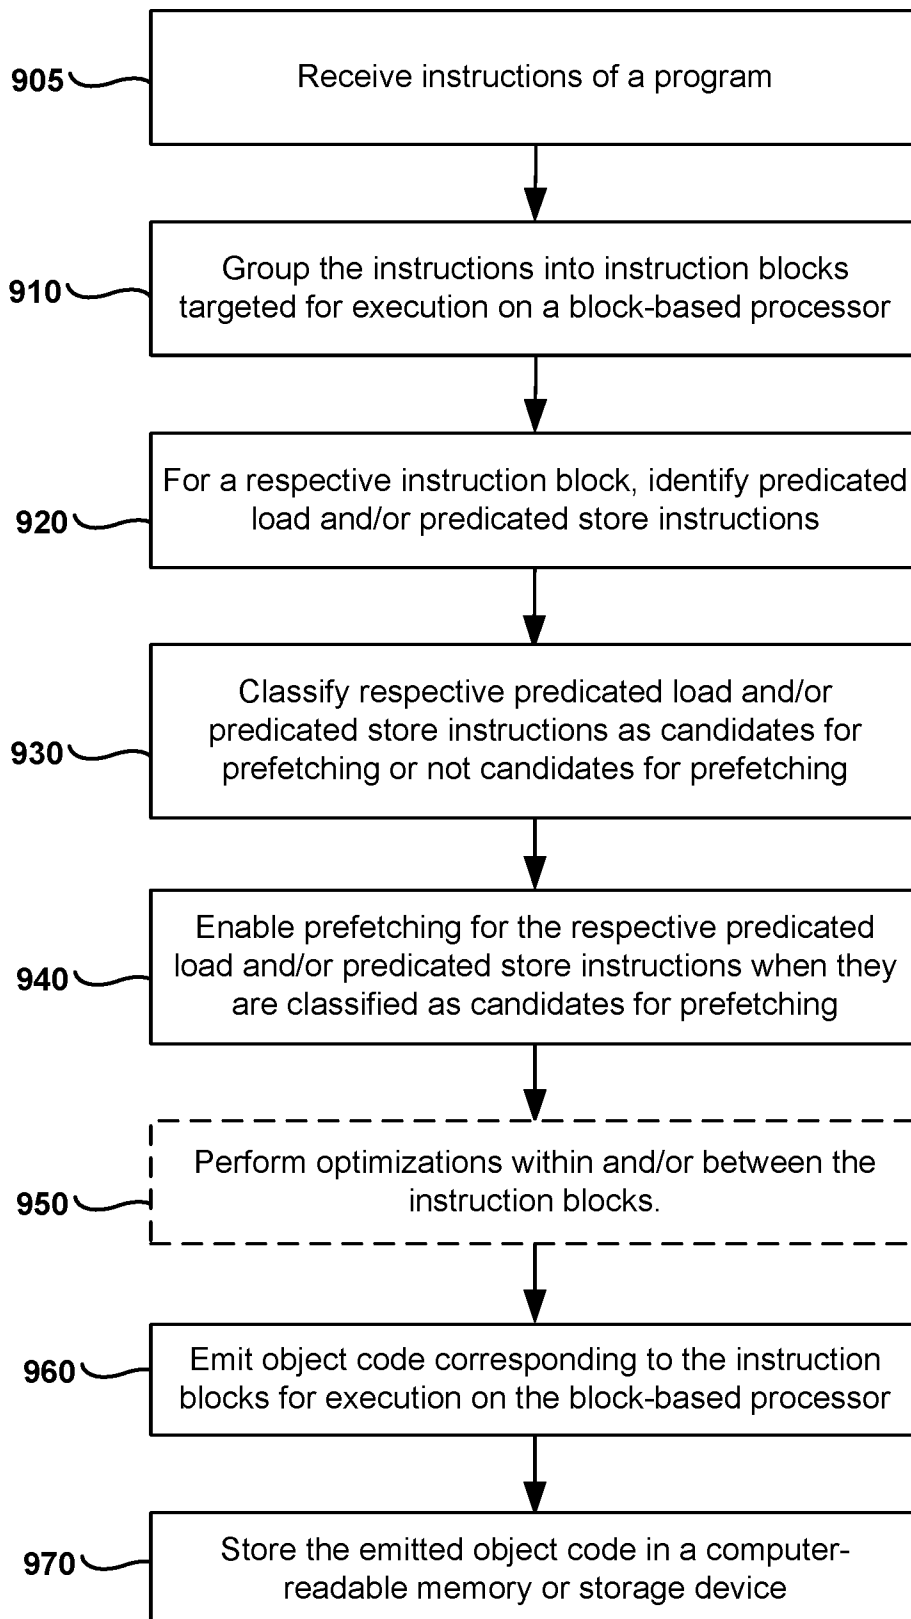 905
Receive instructions of a program
910
Group the instructions into instruction blocks
targeted for execution on a block-based processor
920
For a respective instruction block, identify predicated
load and/or predicated store instructions
930
Classify respective predicated load and/or
predicated store instructions as candidates for
prefetching or not candidates for prefetching
940
Enable prefetching for the respective predicated
load and/or predicated store instructions when they
are classified as candidates for prefetching
950
Perform optimizations within and/or between the
instruction blocks.
960
Emit object code corresponding to the instruction
blocks for execution on the block-based processor
970
Store the emitted object code in a computer-
readable memory or storage device